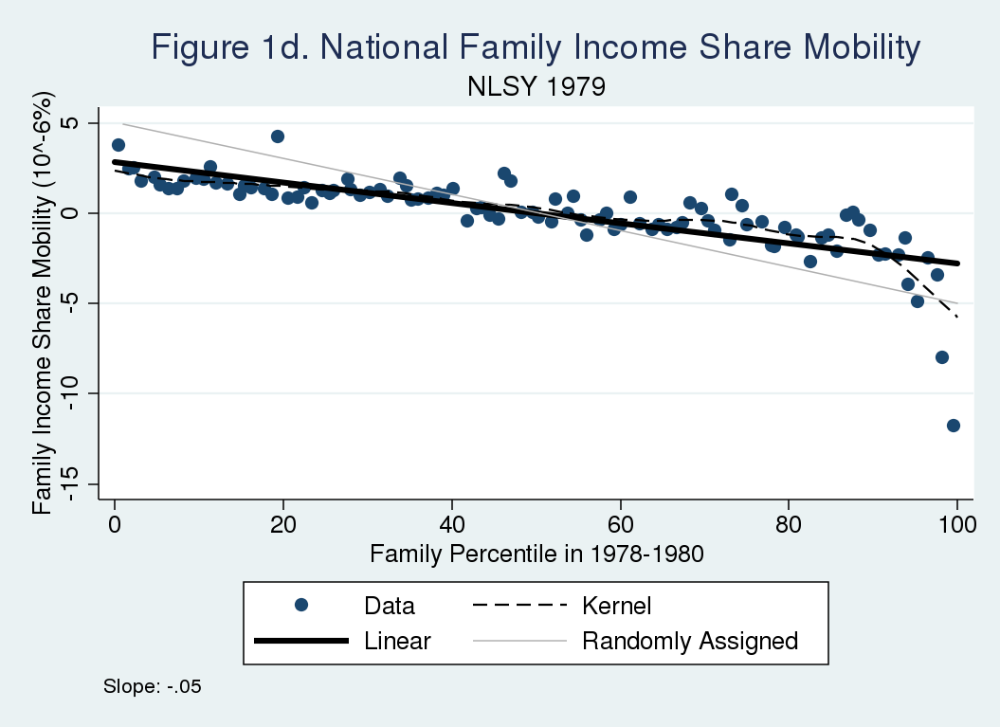 Figure 1d. National Family Income Share Mobility
NLSY 1979
Family Income Share Mobility (10^-6%)
5
0
-5
-10
-15
0 20 40 60 80 100
Family Percentile in 1978-1980
Data Kernel
Linear Randomly Assigned
Slope: -.05